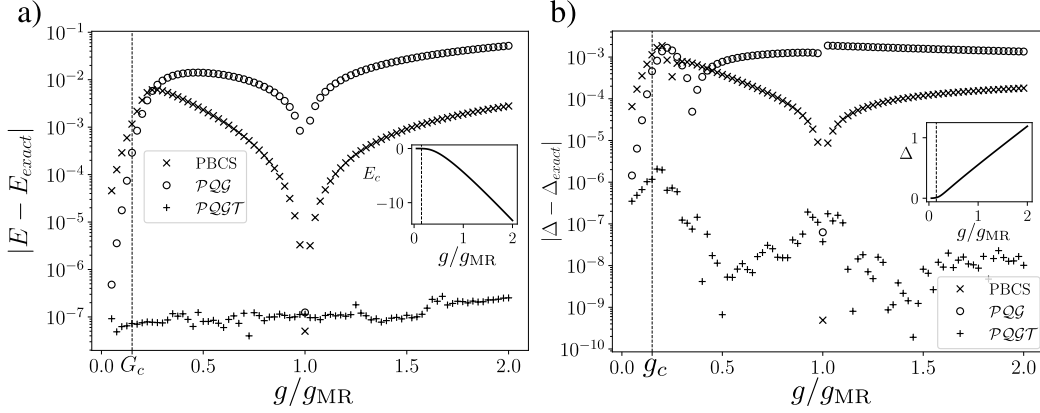 a)
10⁻¹
10⁻²
10⁻³
10⁻⁴
10⁻⁵
10⁻⁶
10⁻⁷
|E − E_exact|
PBCS
𝒫𝒬𝒢
𝒫𝒬𝒢𝒯
0
E_c
−10
0 1 2
g/g_MR
0.0 G_c 0.5 1.0 1.5 2.0
g/g_MR
b)
10⁻³
10⁻⁴
10⁻⁵
10⁻⁶
10⁻⁷
10⁻⁸
10⁻⁹
10⁻¹⁰
|Δ − Δ_exact|
1
Δ
0
0 1 2
g/g_MR
PBCS
𝒫𝒬𝒢
𝒫𝒬𝒢𝒯
0.0 g_c 0.5 1.0 1.5 2.0
g/g_MR